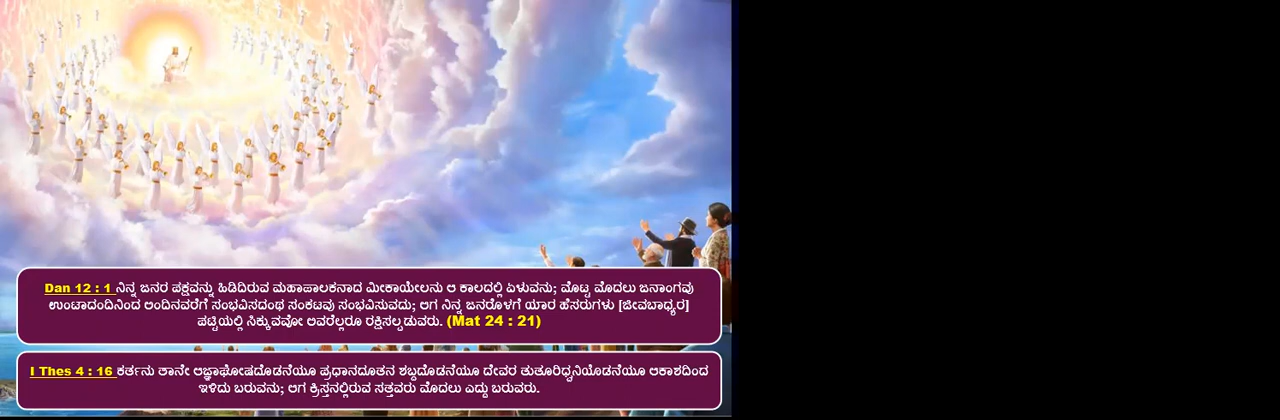 Dan 12 : 1 ನಿನ್ನ ಜನರ ಪಕ್ಷವನ್ನು ಹಿಡಿದಿರುವ ಮಹಾಪಾಲಕನಾದ ಮೀಕಾಯೇಲನು ಆ ಕಾಲದಲ್ಲಿ ಏಳುವನು; ಮೊಟ್ಟ ಮೊದಲು ಜನಾಂಗವು
ಉಂಟಾದಂದಿನಿಂದ ಅಂದಿನವರೆಗೆ ಸಂಭವಿಸದಂಥ ಸಂಕಟವು ಸಂಭವಿಸುವದು; ಆಗ ನಿನ್ನ ಜನರೊಳಗೆ ಯಾರ ಹೆಸರುಗಳು [ಜೀವಬಾಧ್ಯರ]
ಪಟ್ಟಿಯಲ್ಲಿ ಸಿಕ್ಕುವವೋ ಅವರೆಲ್ಲರೂ ರಕ್ಷಿಸಲ್ಪಡುವರು. (Mat 24 : 21)
I Thes 4 : 16 ಕರ್ತನು ತಾನೇ ಆಜ್ಞಾಘೋಷದೊಡನೆಯೂ ಪ್ರಧಾನದೂತನ ಶಬ್ದದೊಡನೆಯೂ ದೇವರ ತುತೂರಿಧ್ವನಿಯೊಡನೆಯೂ ಆಕಾಶದಿಂದ
ಇಳಿದು ಬರುವನು; ಆಗ ಕ್ರಿಸ್ತನಲ್ಲಿರುವ ಸತ್ತವರು ಮೊದಲು ಎದ್ದು ಬರುವರು.